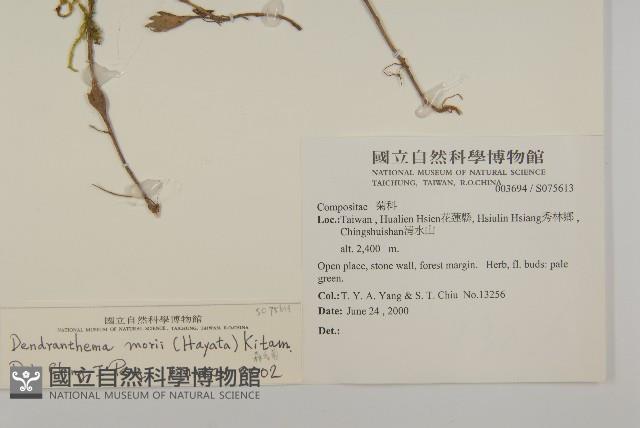 國立自然科學博物館
NATIONAL MUSEUM OF NATURAL SCIENCE
TAICHUNG, TAIWAN, R.O.CHINA
003694 / S075613
Compositae 菊科
Loc.:Taiwan , Hualien Hsien花蓮縣, Hsiulin Hsiang秀林鄉 ,
Chingshuishan清水山
alt. 2,400 m.
Open place, stone wall, forest margin. Herb, fl. buds: pale
green.
Col.: T. Y. A. Yang & S. T. Chiu No.13256
Date: June 24 , 2000
Det.:
S075613
國立自然科學博物館
NATIONAL MUSEUM OF NATURAL SCIENCE, TAICHUNG, TAIWAN, R.O.CHINA
Dendranthema morii (Hayata) Kitam.
國立自然科學博物館
NATIONAL MUSEUM OF NATURAL SCIENCE